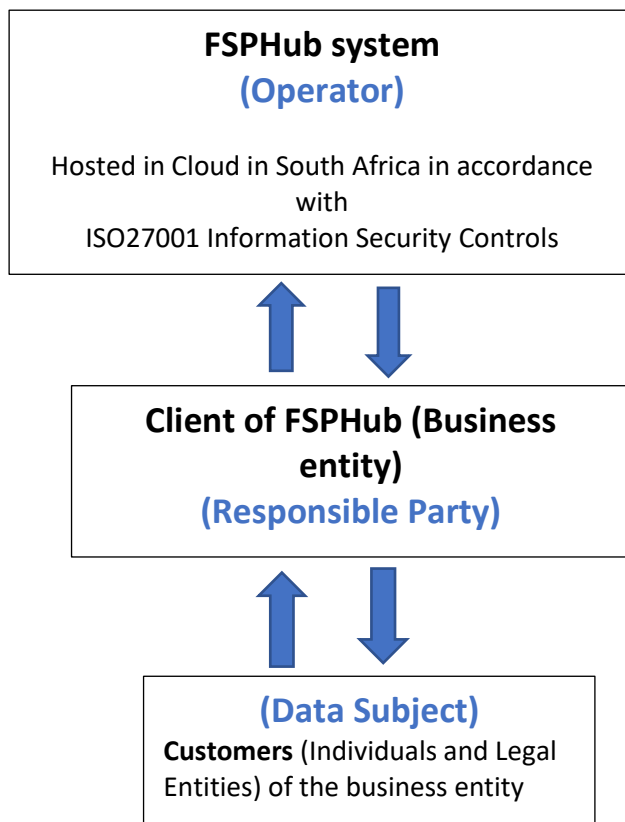 FSPHub system
(Operator)
Hosted in Cloud in South Africa in accordance
with
ISO27001 Information Security Controls
Client of FSPHub (Business
entity)
(Responsible Party)
(Data Subject)
Customers (Individuals and Legal
Entities) of the business entity